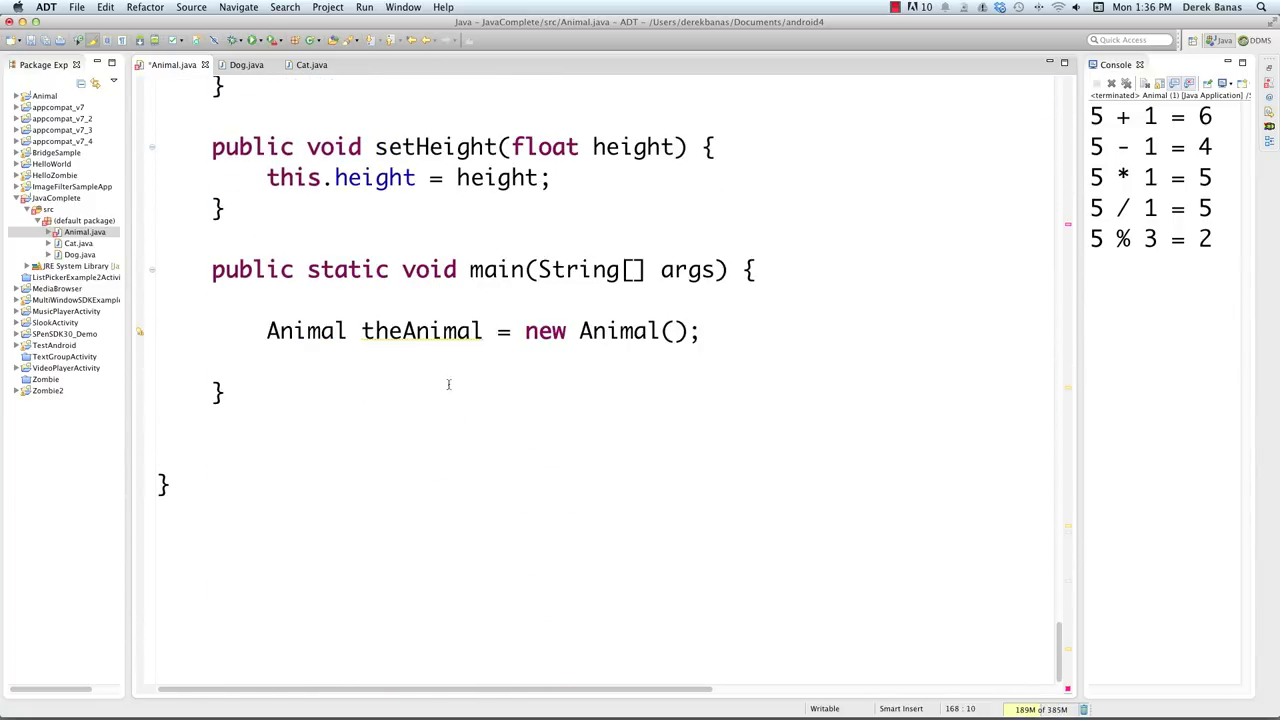 ADT File Edit Refactor Source Navigate Search Project Run Window Help 10 Mon 1:36 PM Derek Banas
Java – JavaComplete/src/Animal.java – ADT – /Users/derekbanas/Documents/android4
Quick Access Java DDMS
Package Exp
*Animal.java Dog.java Cat.java
Console
<terminated> Animal (1) [Java Application] /S
Animal
appcompat_v7
appcompat_v7_2
appcompat_v7_3
appcompat_v7_4
BridgeSample
HelloWorld
HelloZombie
ImageFilterSampleApp
JavaComplete
src
(default package)
Animal.java
Cat.java
Dog.java
JRE System Library [Ja
ListPickerExample2Activi
MediaBrowser
MultiWindowSDKExample
MusicPlayerActivity
SlookActivity
SPenSDK30_Demo
TestAndroid
TextGroupActivity
VideoPlayerActivity
Zombie
Zombie2
}
public void setHeight(float height) {
this.height = height;
}
public static void main(String[] args) {
Animal theAnimal = new Animal();
}
}
5 + 1 = 6
5 - 1 = 4
5 * 1 = 5
5 / 1 = 5
5 % 3 = 2
Writable Smart Insert 168 : 10 189M of 385M